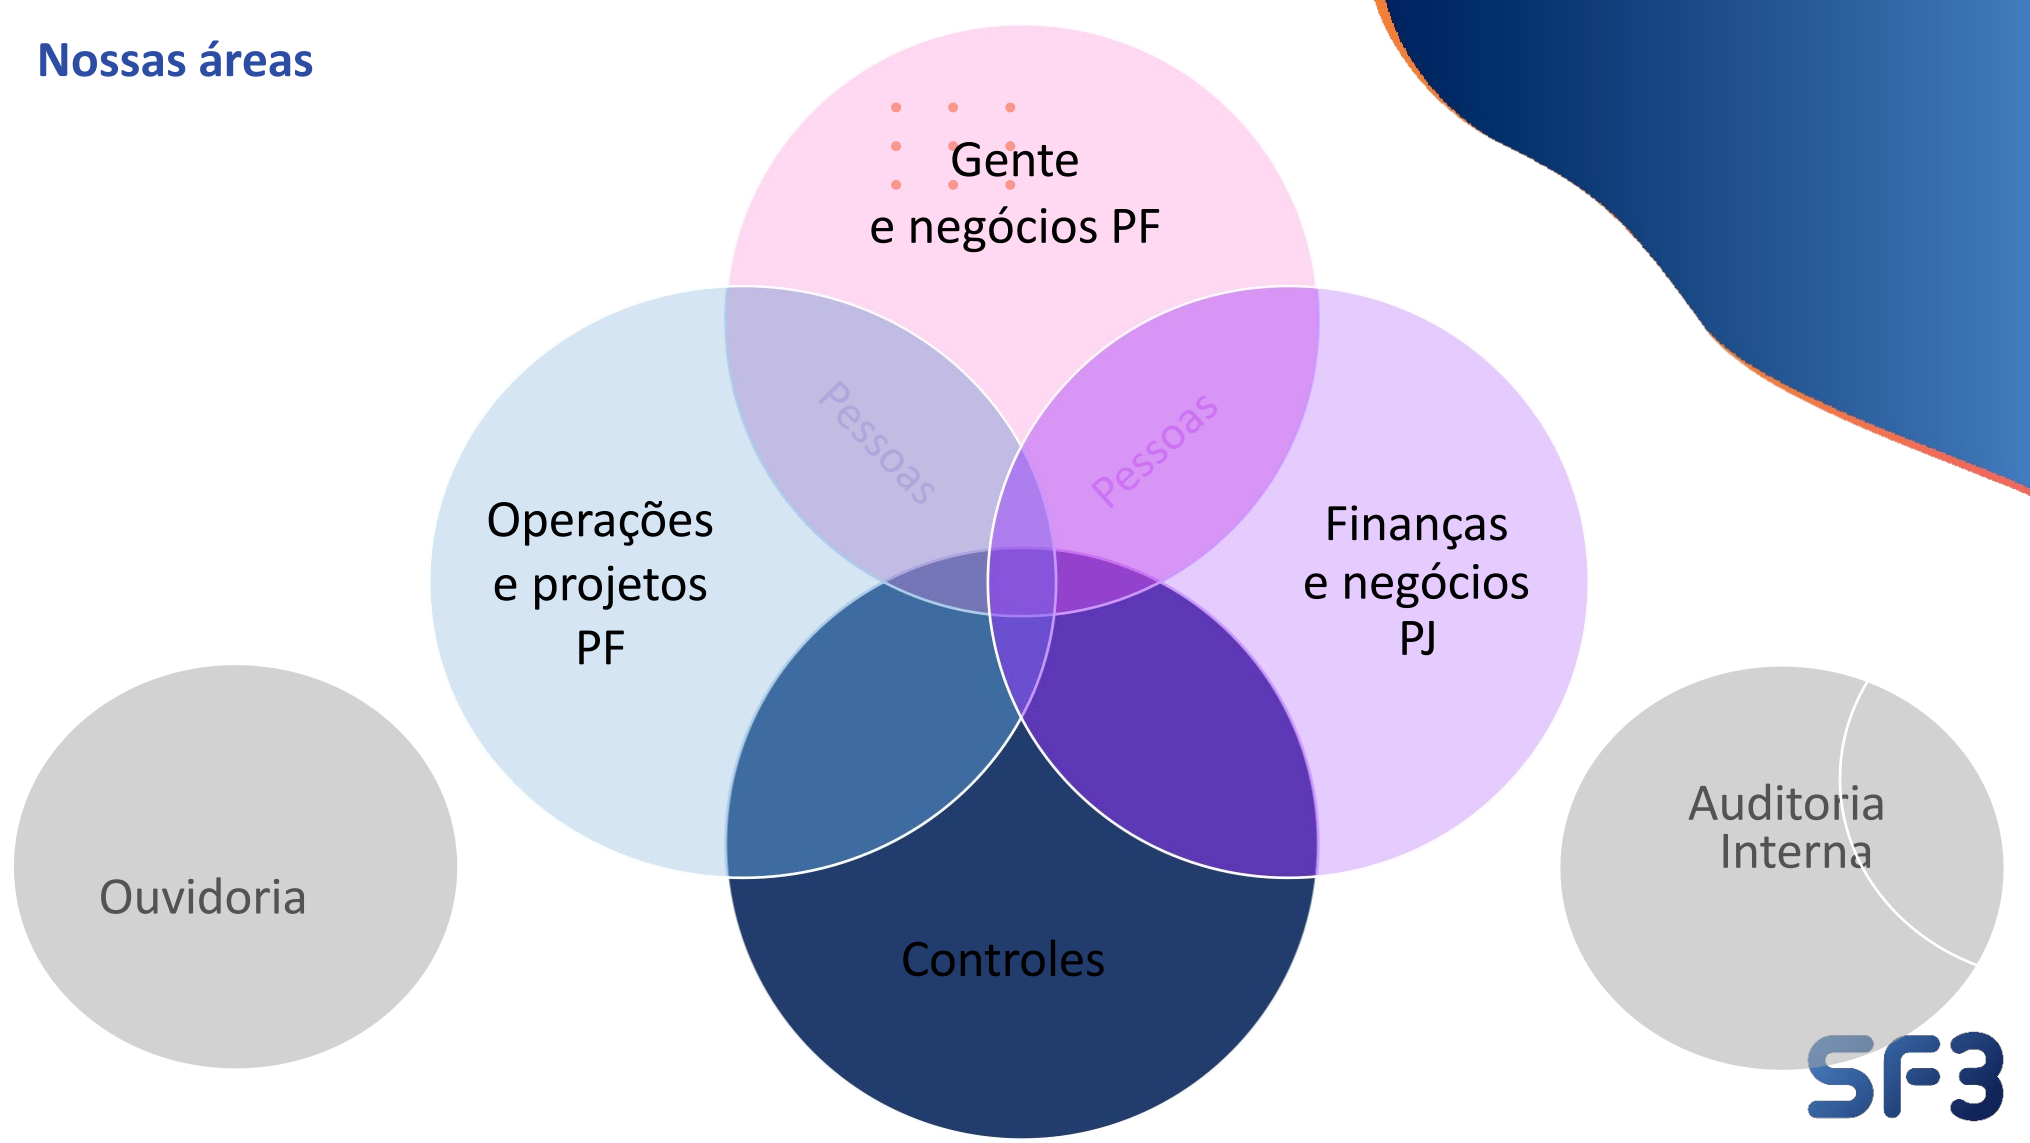 Nossas áreas
Gente
e negócios PF
Pessoas
Pessoas
Operações
e projetos
PF
Finanças
e negócios
PJ
Ouvidoria
Auditoria
Interna
Controles
SF3